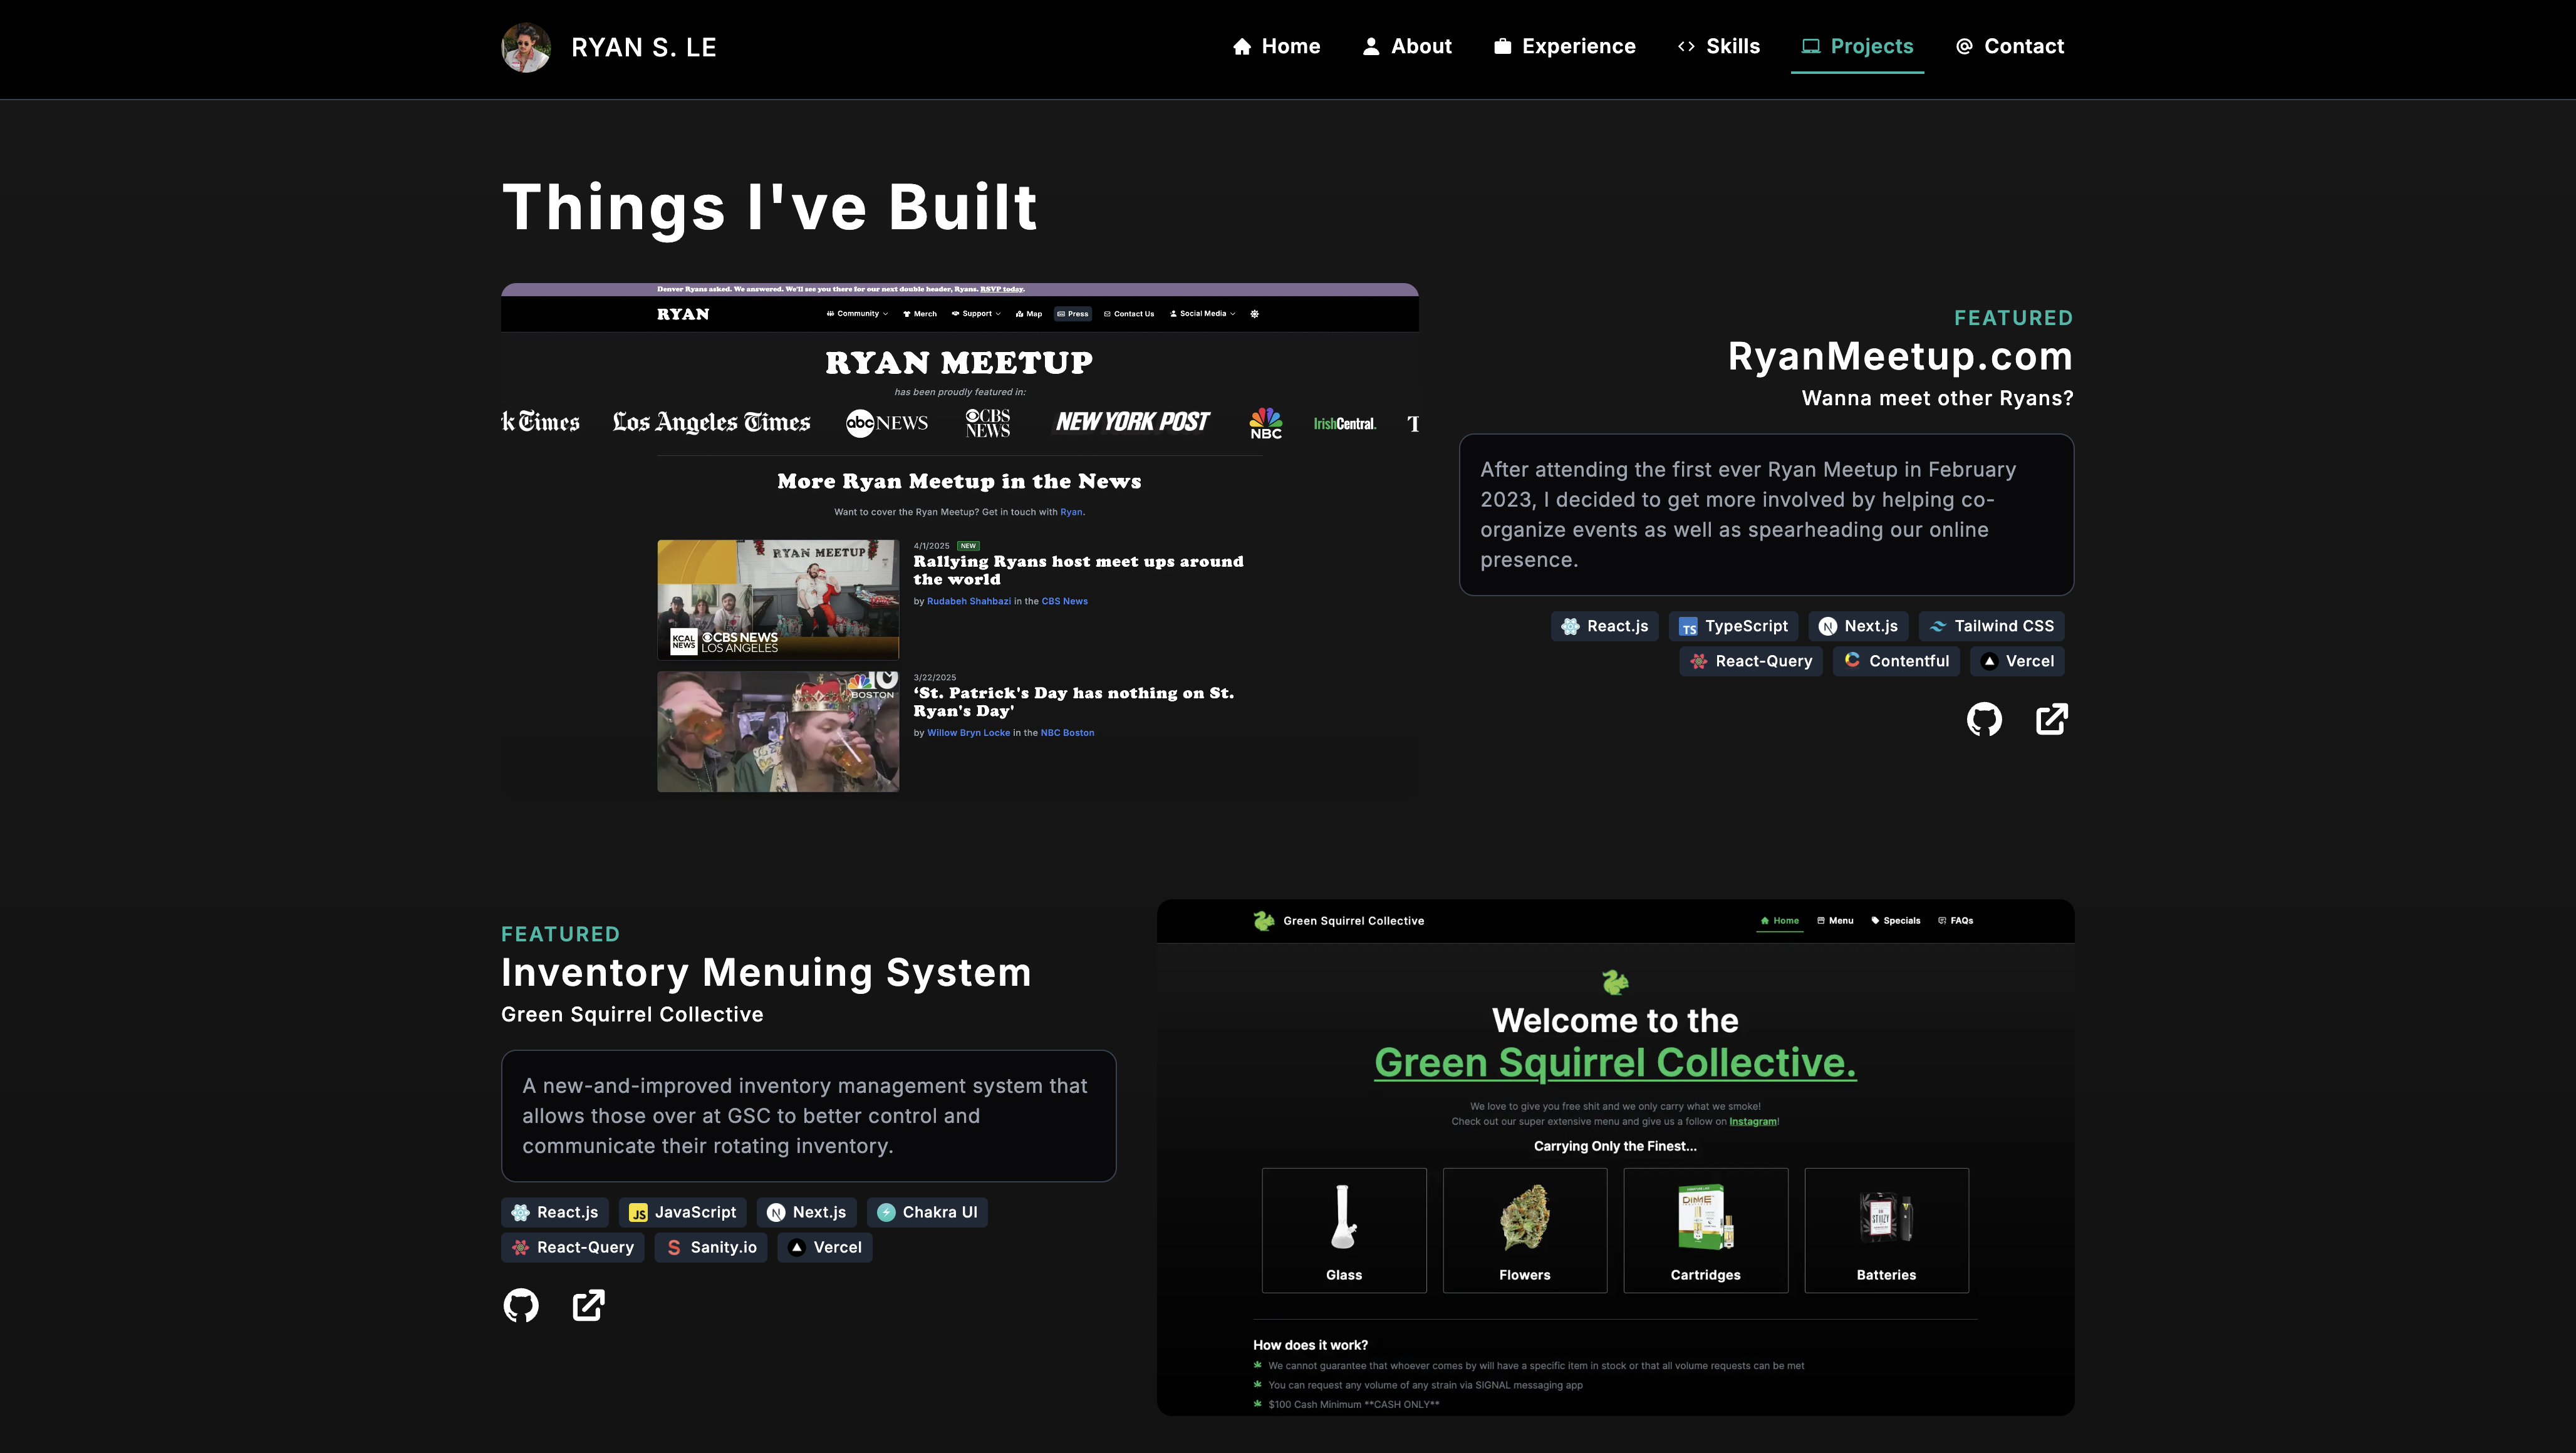 RYAN S. LE
Home
About
Experience
Skills
Projects
Contact
Things I've Built
Denver Ryans asked. We answered. We'll see you there for our next double header, Ryans. RSVP today.
RYAN
Community
Merch
Support
Map
Press
Contact Us
Social Media
RYAN MEETUP
has been proudly featured in:
k Times
Los Angeles Times
abc NEWS
CBS NEWS
NEW YORK POST
NBC
IrishCentral.
T
More Ryan Meetup in the News
Want to cover the Ryan Meetup? Get in touch with Ryan.
RYAN MEETUP
KCAL NEWS
CBS NEWS
LOS ANGELES
4/1/2025 NEW
Rallying Ryans host meet ups around
the world
by Rudabeh Shahbazi in the CBS News
BOSTON
3/22/2025
‘St. Patrick's Day has nothing on St.
Ryan's Day'
by Willow Bryn Locke in the NBC Boston
FEATURED
RyanMeetup.com
Wanna meet other Ryans?
After attending the first ever Ryan Meetup in February
2023, I decided to get more involved by helping co-
organize events as well as spearheading our online
presence.
React.js
TS TypeScript
N Next.js
Tailwind CSS
React-Query
Contentful
Vercel
FEATURED
Inventory Menuing System
Green Squirrel Collective
A new-and-improved inventory management system that
allows those over at GSC to better control and
communicate their rotating inventory.
React.js
JS JavaScript
N Next.js
Chakra UI
React-Query
S Sanity.io
Vercel
Green Squirrel Collective
Home
Menu
Specials
FAQs
Welcome to the
Green Squirrel Collective.
We love to give you free shit and we only carry what we smoke!
Check out our super extensive menu and give us a follow on Instagram!
Carrying Only the Finest...
Glass
Flowers
DIME
Cartridges
STIIIZY
Batteries
How does it work?
We cannot guarantee that whoever comes by will have a specific item in stock or that all volume requests can be met
You can request any volume of any strain via SIGNAL messaging app
$100 Cash Minimum **CASH ONLY**